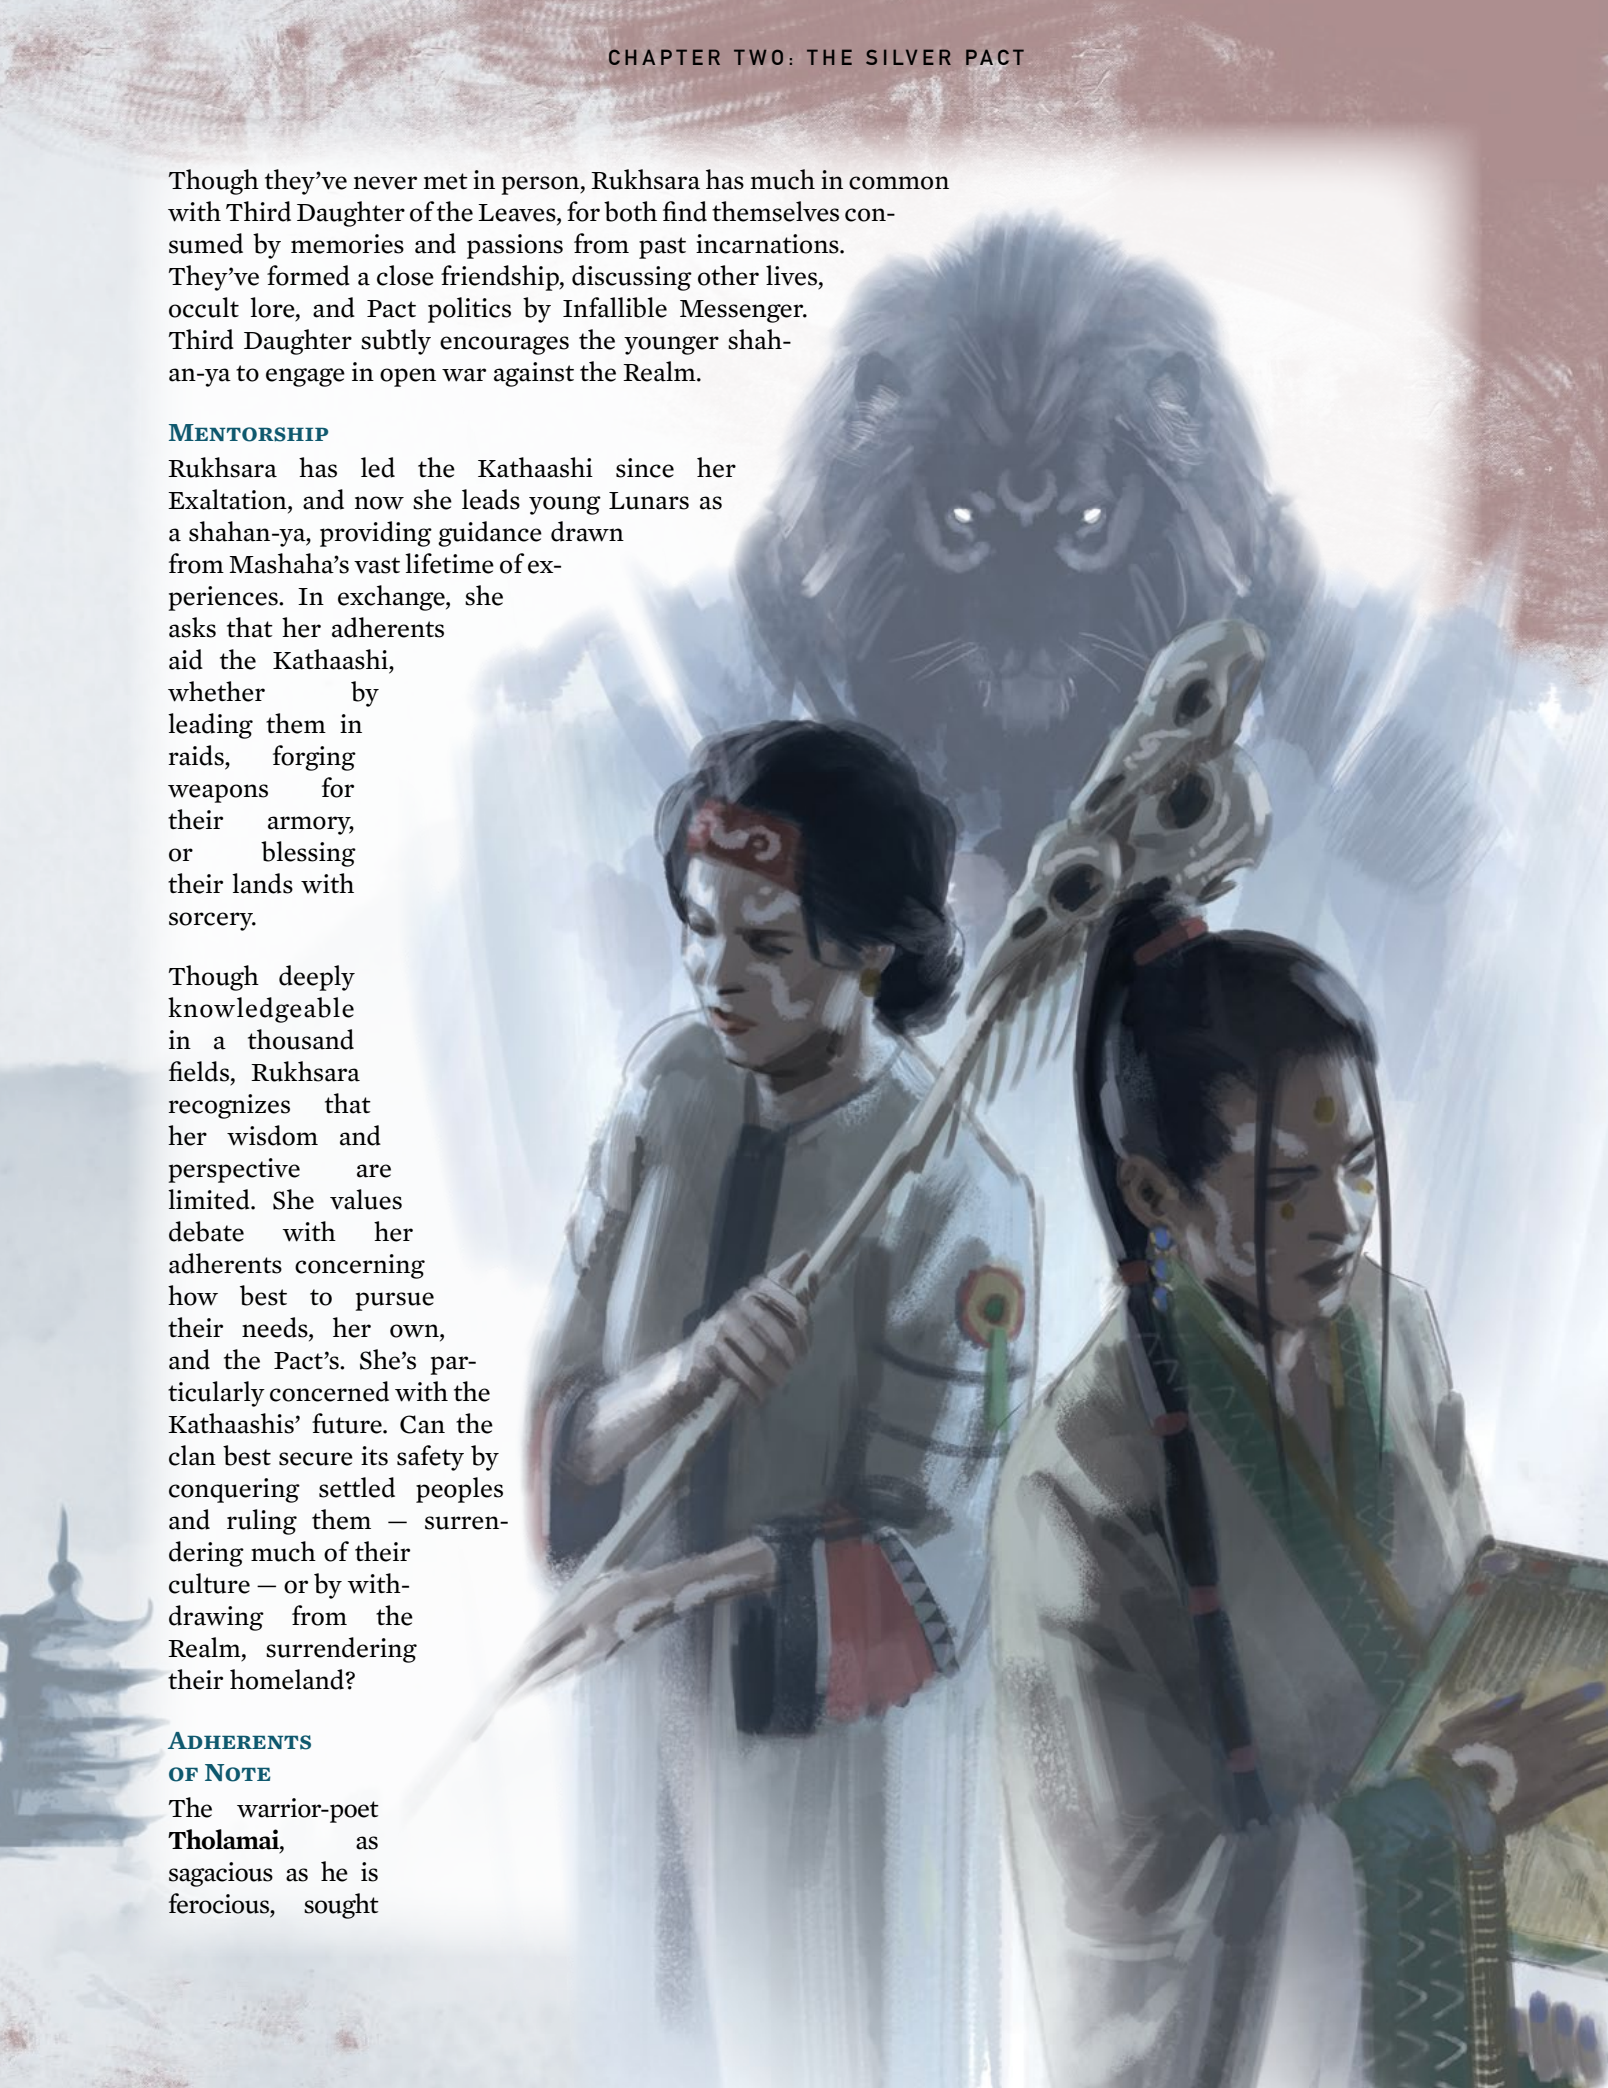 CHAPTER TWO: THE SILVER PACT
Though they’ve never met in person, Rukhsara has much in common
with Third Daughter of the Leaves, for both find themselves con-
sumed by memories and passions from past incarnations.
They’ve formed a close friendship, discussing other lives,
occult lore, and Pact politics by Infallible Messenger.
Third Daughter subtly encourages the younger shah-
an-ya to engage in open war against the Realm.
Mentorship
Rukhsara has led the Kathaashi since her
Exaltation, and now she leads young Lunars as
a shahan-ya, providing guidance drawn
from Mashaha’s vast lifetime of ex-
periences. In exchange, she
asks that her adherents
aid the Kathaashi,
whether by
leading them in
raids, forging
weapons for
their armory,
or blessing
their lands with
sorcery.
Though deeply
knowledgeable
in a thousand
fields, Rukhsara
recognizes that
her wisdom and
perspective are
limited. She values
debate with her
adherents concerning
how best to pursue
their needs, her own,
and the Pact’s. She’s par-
ticularly concerned with the
Kathaashis’ future. Can the
clan best secure its safety by
conquering settled peoples
and ruling them — surren-
dering much of their
culture — or by with-
drawing from the
Realm, surrendering
their homeland?
Adherents
of Note
The warrior-poet
Tholamai, as
sagacious as he is
ferocious, sought